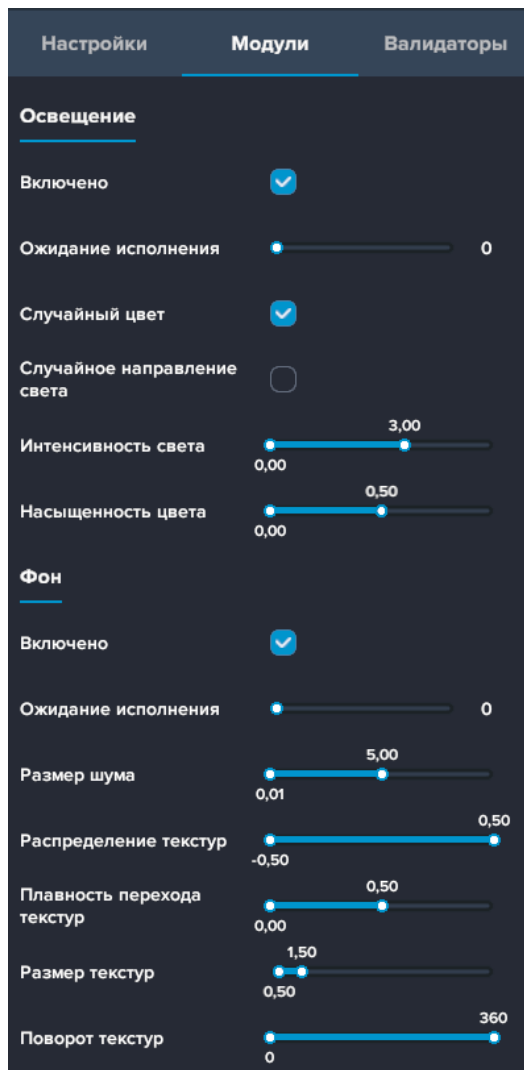 Настройки Модули Валидаторы
Освещение
Включено
Ожидание исполнения 0
Случайный цвет
Случайное направление
света
3,00
Интенсивность света
0,00
0,50
Насыщенность цвета
0,00
Фон
Включено
Ожидание исполнения 0
5,00
Размер шума
0,01
0,50
Распределение текстур
-0,50
Плавность перехода 0,50
текстур
0,00
1,50
Размер текстур
0,50
360
Поворот текстур
0